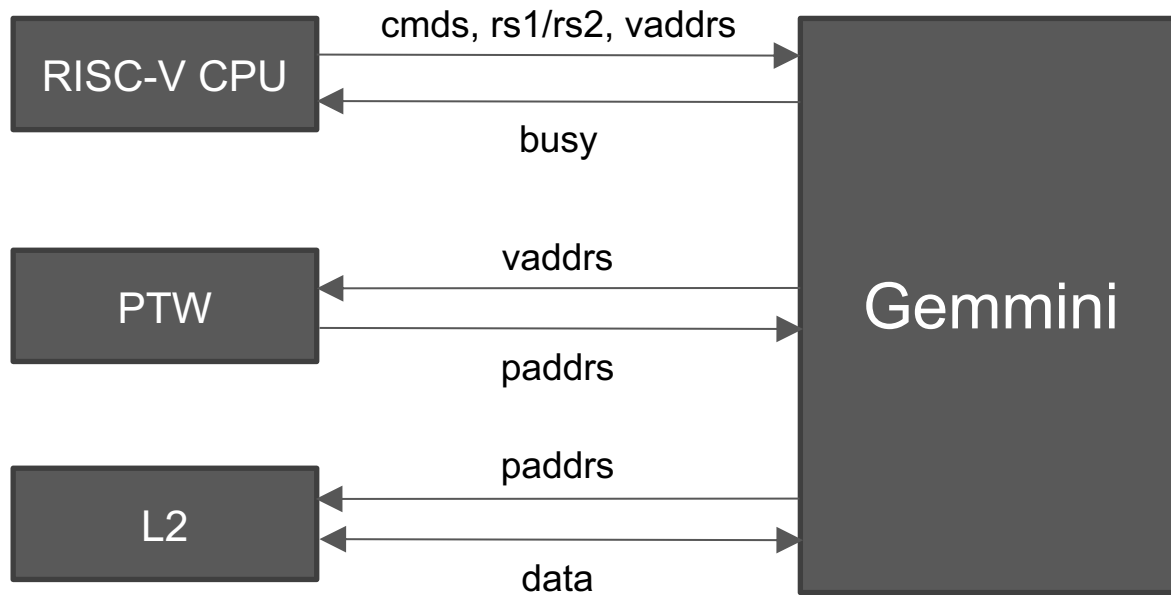 cmds, rs1/rs2, vaddrs
RISC-V CPU
busy
vaddrs
PTW
paddrs
Gemmini
paddrs
L2
data